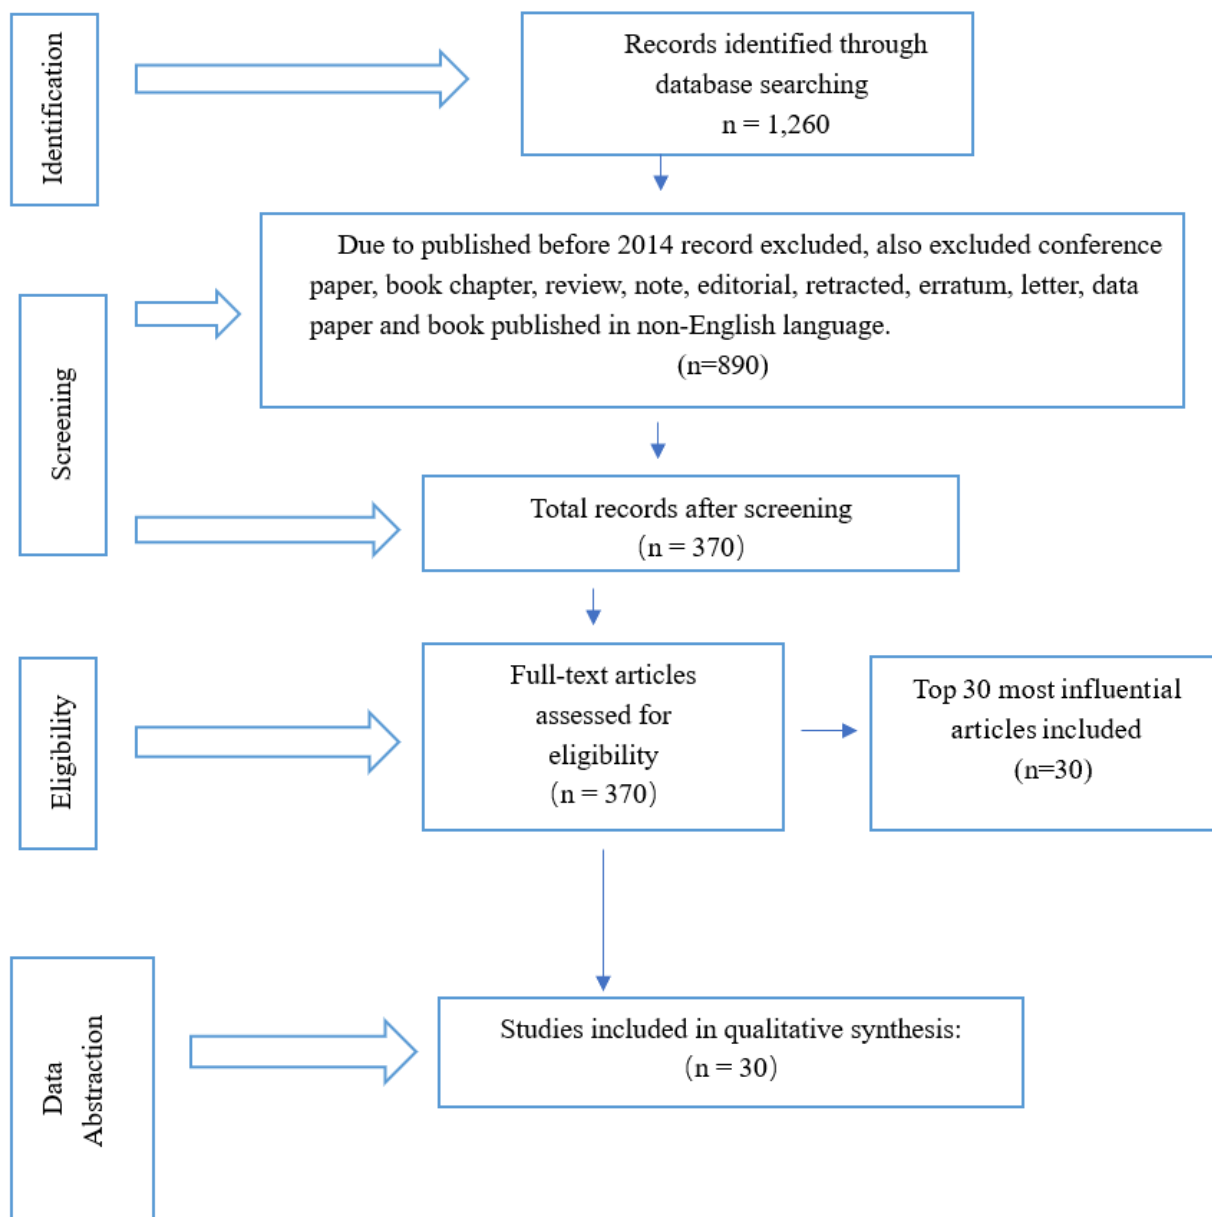 Identification
Records identified through
database searching
n = 1,260
Screening
Due to published before 2014 record excluded, also excluded conference
paper, book chapter, review, note, editorial, retracted, erratum, letter, data
paper and book published in non-English language.
(n=890)
Total records after screening
(n = 370)
Eligibility
Full-text articles
assessed for
eligibility
(n = 370)
Top 30 most influential
articles included
(n=30)
Data
Abstraction
Studies included in qualitative synthesis:
(n = 30)